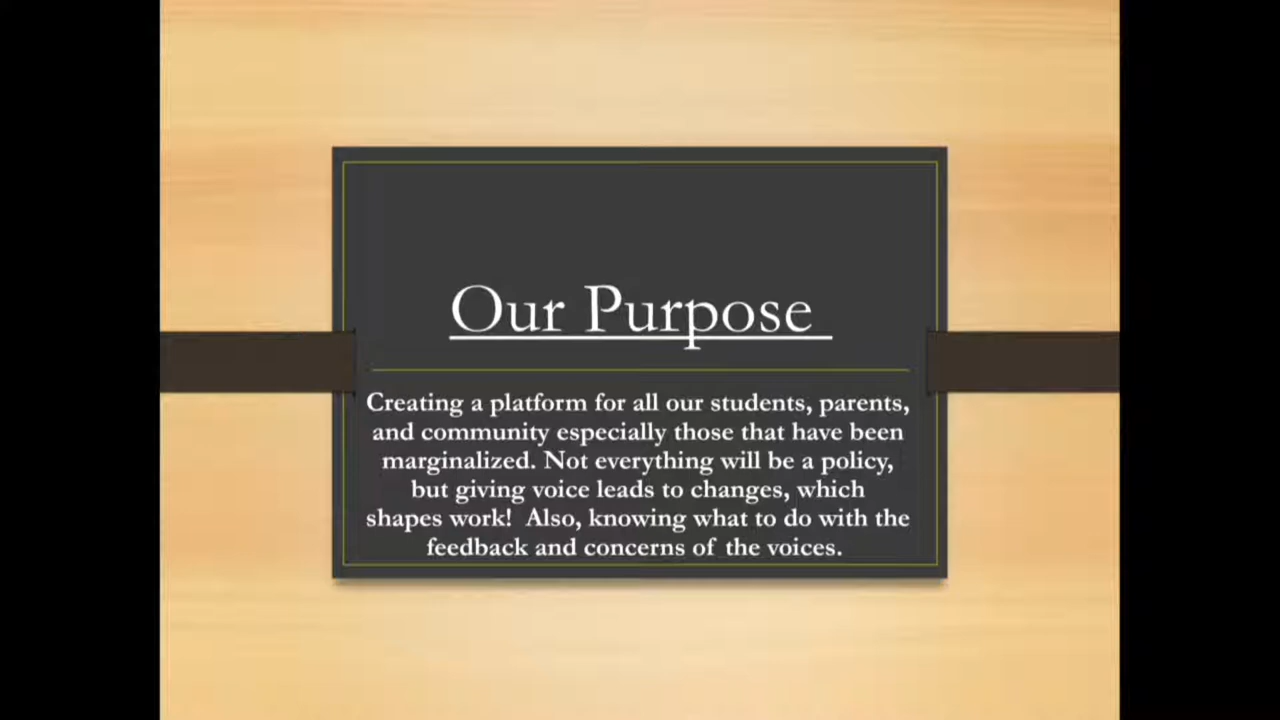 Our Purpose
Creating a platform for all our students, parents,
and community especially those that have been
marginalized. Not everything will be a policy,
but giving voice leads to changes, which
shapes work!  Also, knowing what to do with the
feedback and concerns of the voices.